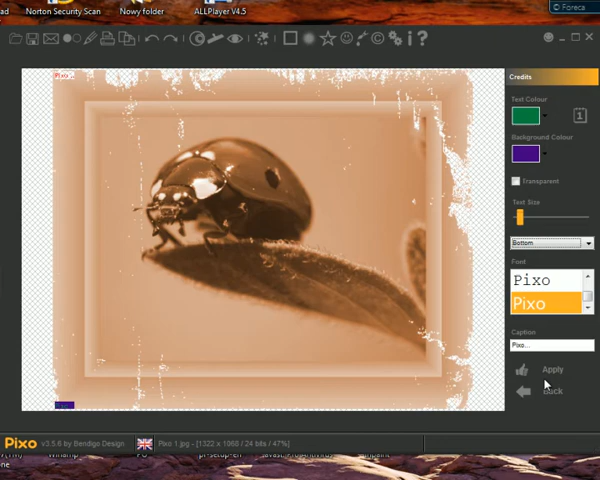 ad
Norton Security Scan
Nowy folder
ALLPlayer V4.5
© Foreca
Pixo ...
Credits
Text Colour
1
Background Colour
Transparent
Text Size
Bottom
Font
Pixo
Pixo
Caption
Pixo...
Apply
Back
Pixo v3.5.6 by Bendigo Design
Pixo 1.jpg - [1322 x 1068 / 24 bits / 47%]